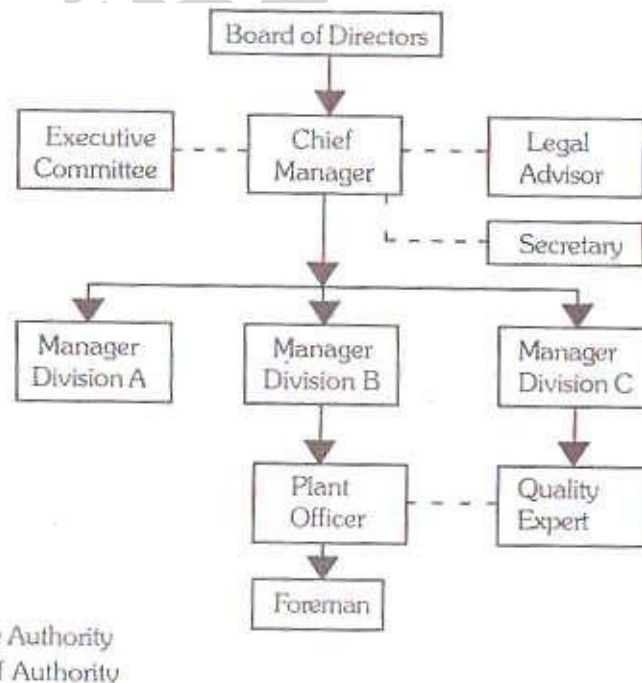 Board of Directors
Executive
Committee
Chief
Manager
Legal
Advisor
Secretary
Manager
Division A
Manager
Division B
Manager
Division C
Plant
Officer
Quality
Expert
Foreman
Authority
Authority